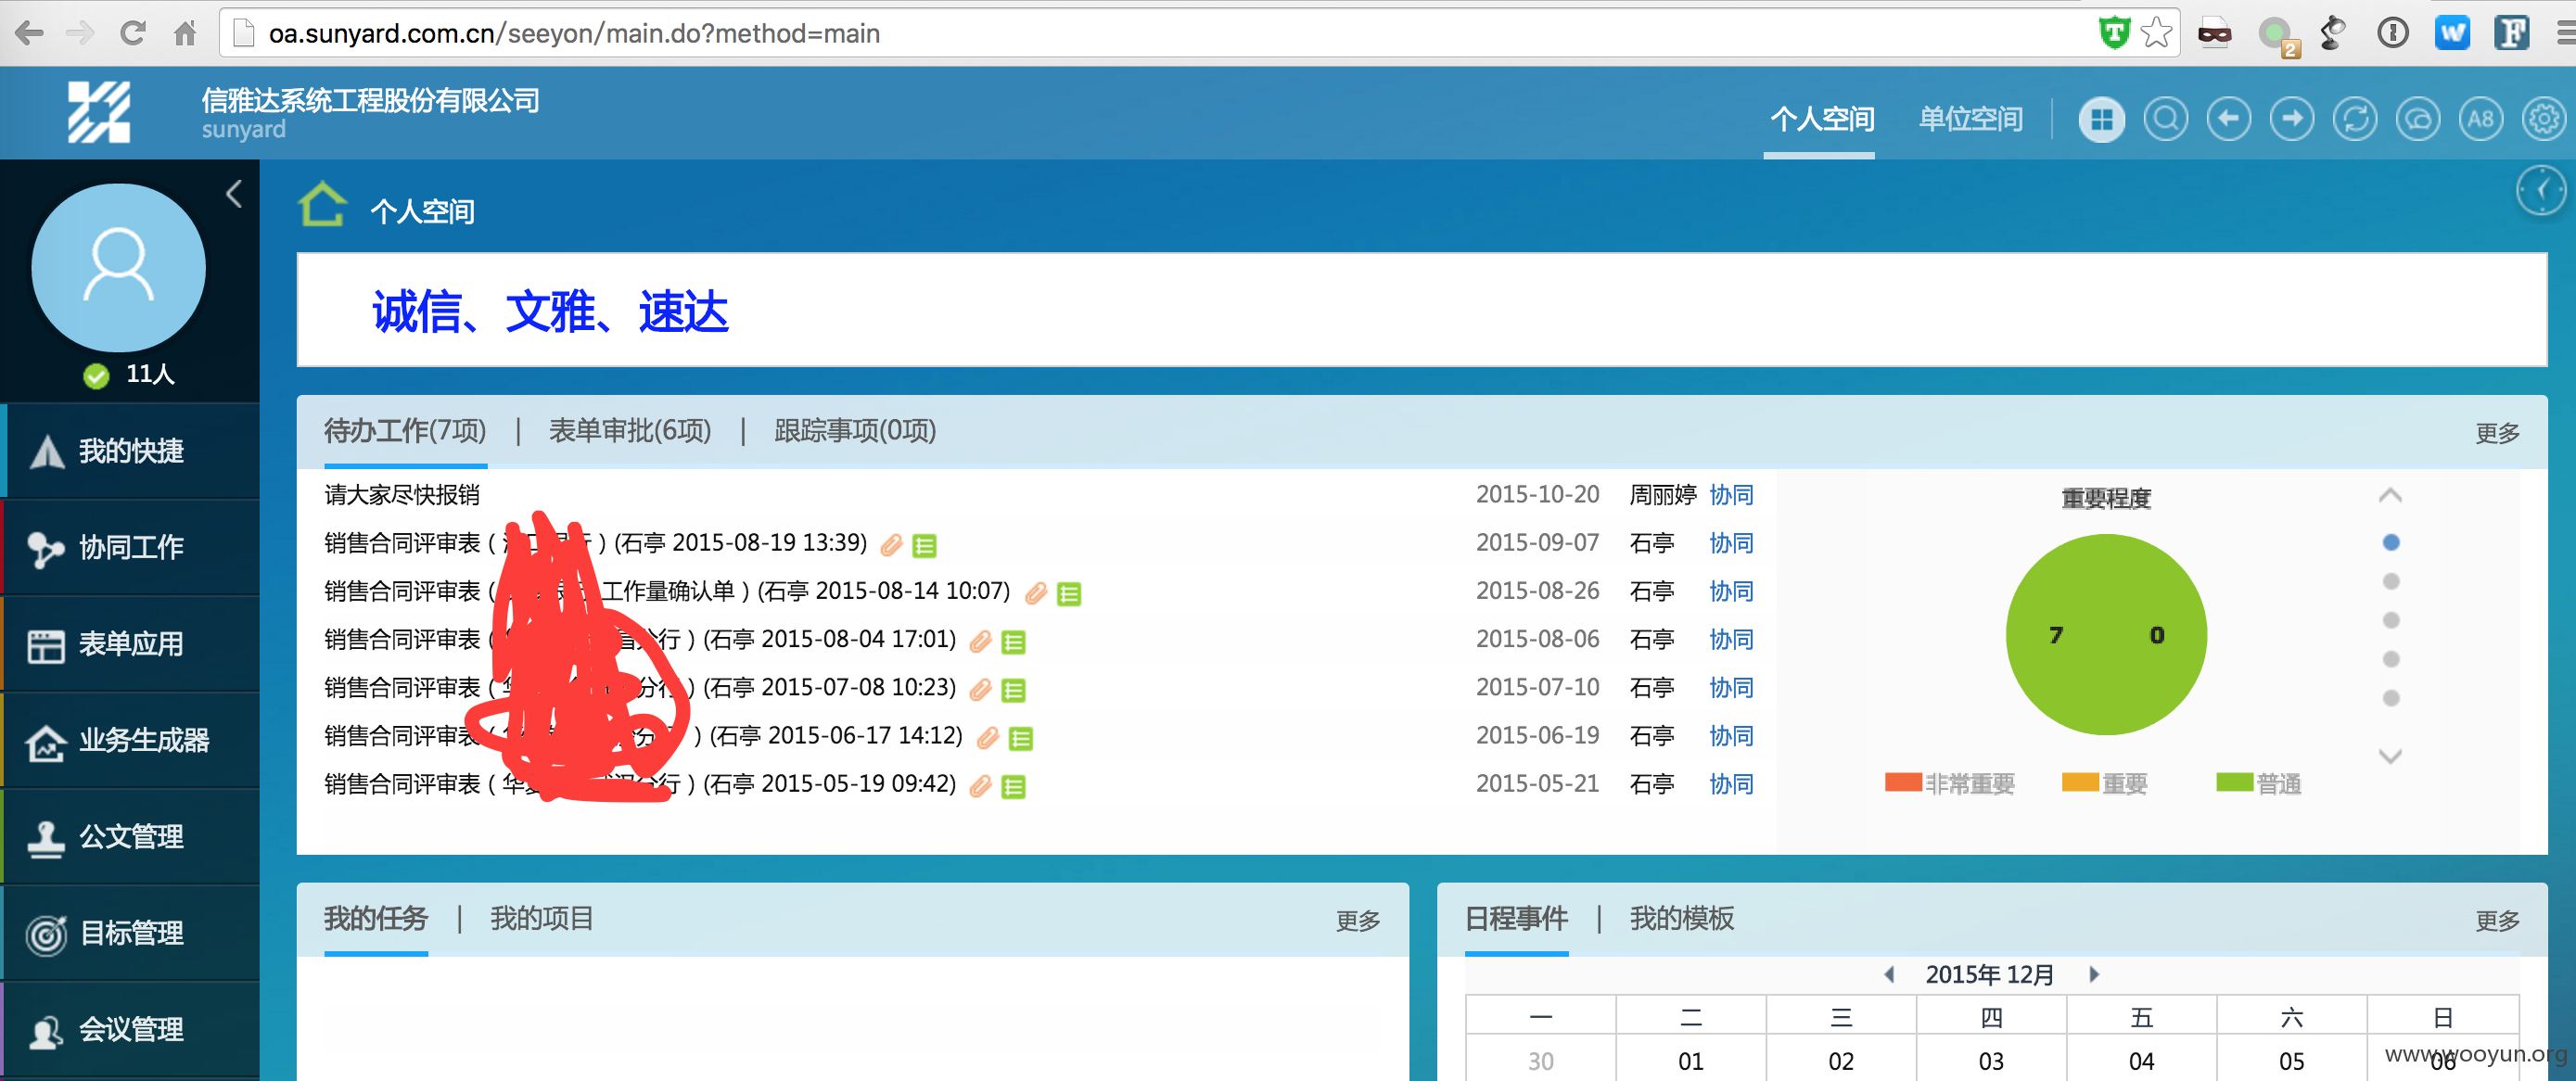 oa.sunyard.com.cn/seeyon/main.do?method=main
2
信雅达系统工程股份有限公司
sunyard
个人空间 单位空间
A8
个人空间
诚信、文雅、速达
11人
我的快捷
协同工作
表单应用
业务生成器
公文管理
目标管理
会议管理
待办工作(7项) | 表单审批(6项) | 跟踪事项(0项) 更多
请大家尽快报销 2015-10-20 周丽婷 协同
销售合同评审表 ( ) (石亭 2015-08-19 13:39) 2015-09-07 石亭 协同
销售合同评审表 ( 工作量确认单 ) (石亭 2015-08-14 10:07) 2015-08-26 石亭 协同
销售合同评审表 ( 分行 ) (石亭 2015-08-04 17:01) 2015-08-06 石亭 协同
销售合同评审表 ( 分行 ) (石亭 2015-07-08 10:23) 2015-07-10 石亭 协同
销售合同评审表 ( ) (石亭 2015-06-17 14:12) 2015-06-19 石亭 协同
销售合同评审表 ( 分行 ) (石亭 2015-05-19 09:42) 2015-05-21 石亭 协同
重要程度
7 0
非常重要 重要 普通
我的任务 | 我的项目 更多
日程事件 | 我的模板 更多
2015年 12月
一 二 三 四 五 六 日
30 01 02 03 04 05 06
www.wooyun.org